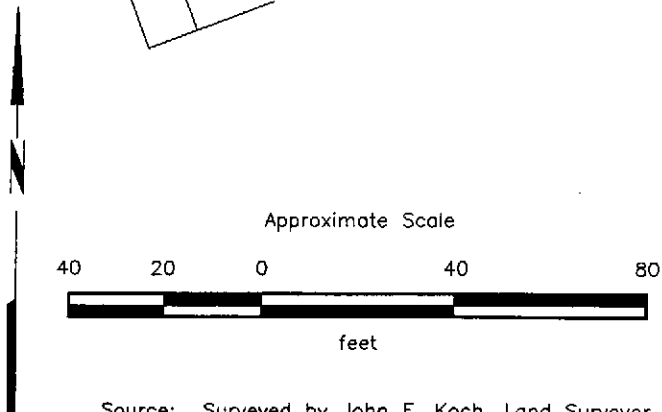 N
Approximate Scale
40 20 0 40 80
feet
Source: Surveyed by John E. Koch, Land Surveyor